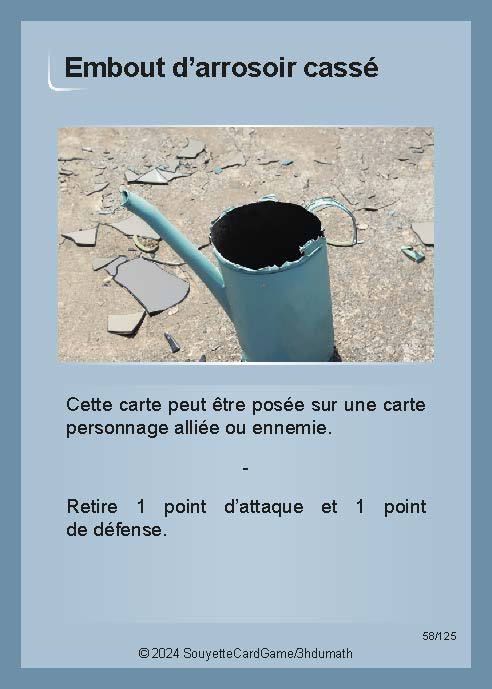 Embout d’arrosoir cassé
Cette carte peut être posée sur une carte
personnage alliée ou ennemie.
-
Retire 1 point d’attaque et 1 point
de défense.
58/125
© 2024 SouyetteCardGame/3hdumath